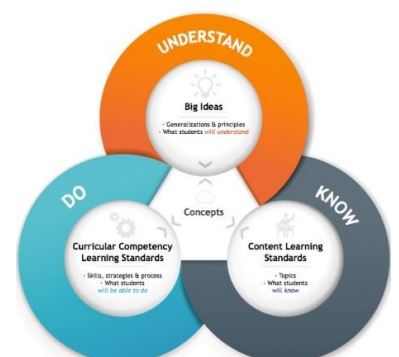 UNDERSTAND
Big Ideas
- Generalizations & principles
- What students will understand
DO
KNOW
Concepts
Curricular Competency
Learning Standards
- Skills, strategies & process
- What students
will be able to do
Content Learning
Standards
- Topics
- What students
will know